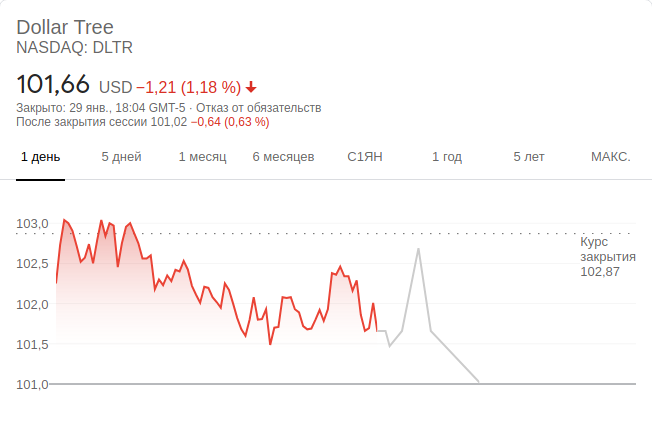 Dollar Tree
NASDAQ: DLTR
101,66 USD −1,21 (1,18 %)
Закрыто: 29 янв., 18:04 GMT-5 · Отказ от обязательств
После закрытия сессии 101,02 −0,64 (0,63 %)
1 день 5 дней 1 месяц 6 месяцев С1ЯН 1 год 5 лет МАКС.
103,0
Курс
закрытия
102,87
102,5
102,0
101,5
101,0